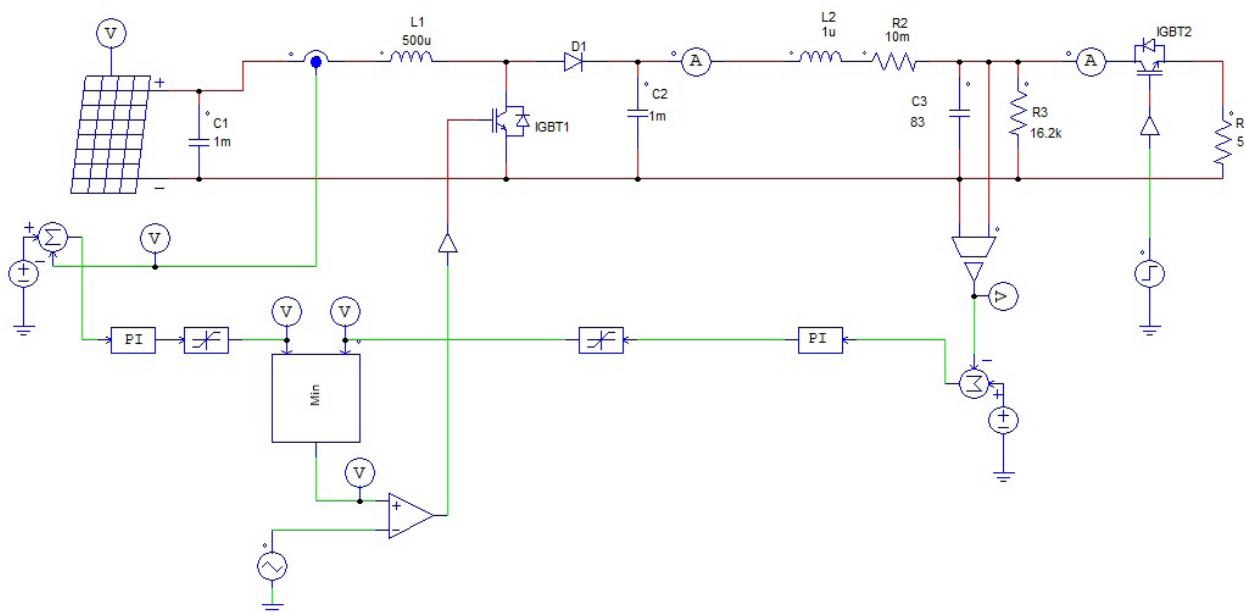 L1
500u
D1
L2
1u
R2
10m
IGBT2
V
A
A
+
C1
1m
IGBT1
C2
1m
C3
83
R3
16.2k
R
5
−
+
Σ
−
V
V
V
V
PI
PI
−
Σ
+
Min
V
+
−